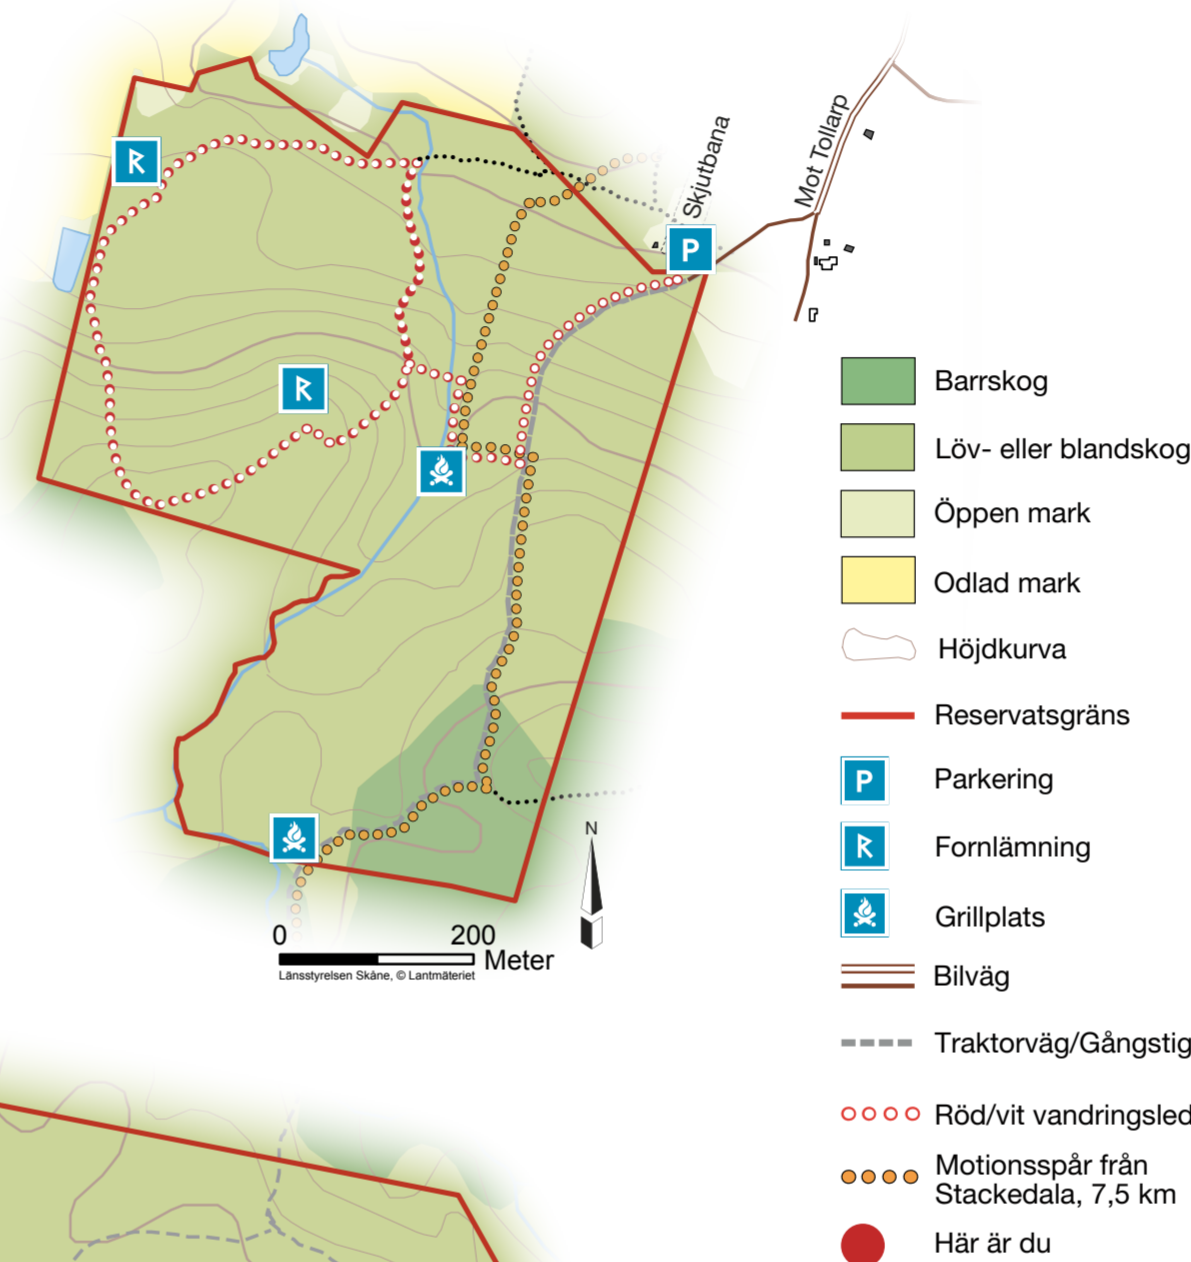 Skjutbana
Mot Tollarp
P
R
R
N
0 200
Meter
Länsstyrelsen Skåne, © Lantmäteriet
Barrskog
Löv- eller blandskog
Öppen mark
Odlad mark
Höjdkurva
Reservatsgräns
P Parkering
R Fornlämning
Grillplats
Bilväg
Traktorväg/Gångstig
Röd/vit vandringsled
Motionsspår från
Stackedala, 7,5 km
Här är du